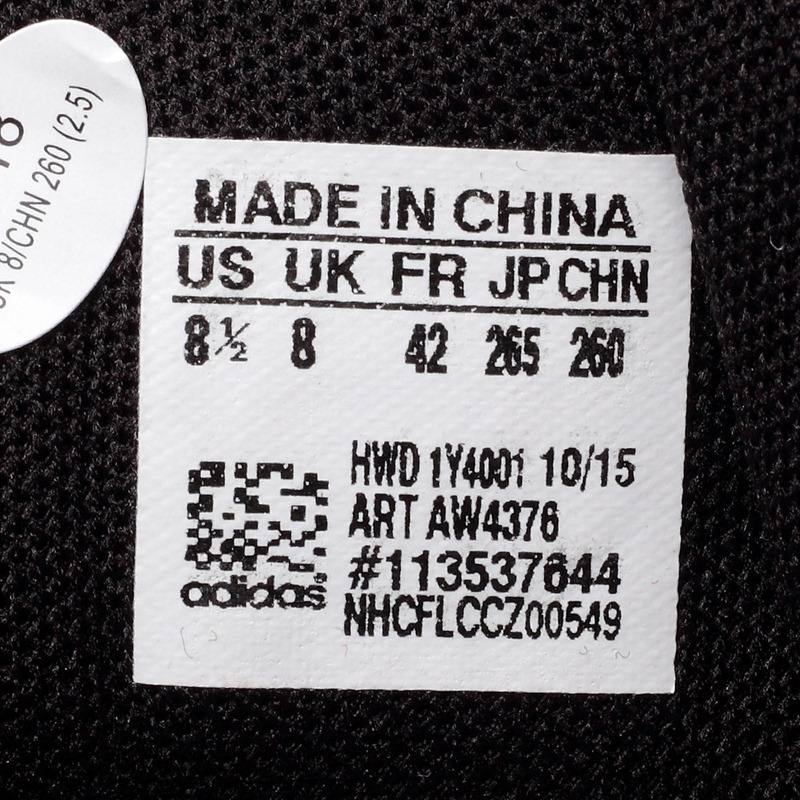 8/CHN 260 (2.5)
MADE IN CHINA
US UK FR JP CHN
8½ 8 42 265 260
HWD 1Y4001 10/15
ART AW4376
#113537644
NHCFLCCZ00549
adidas